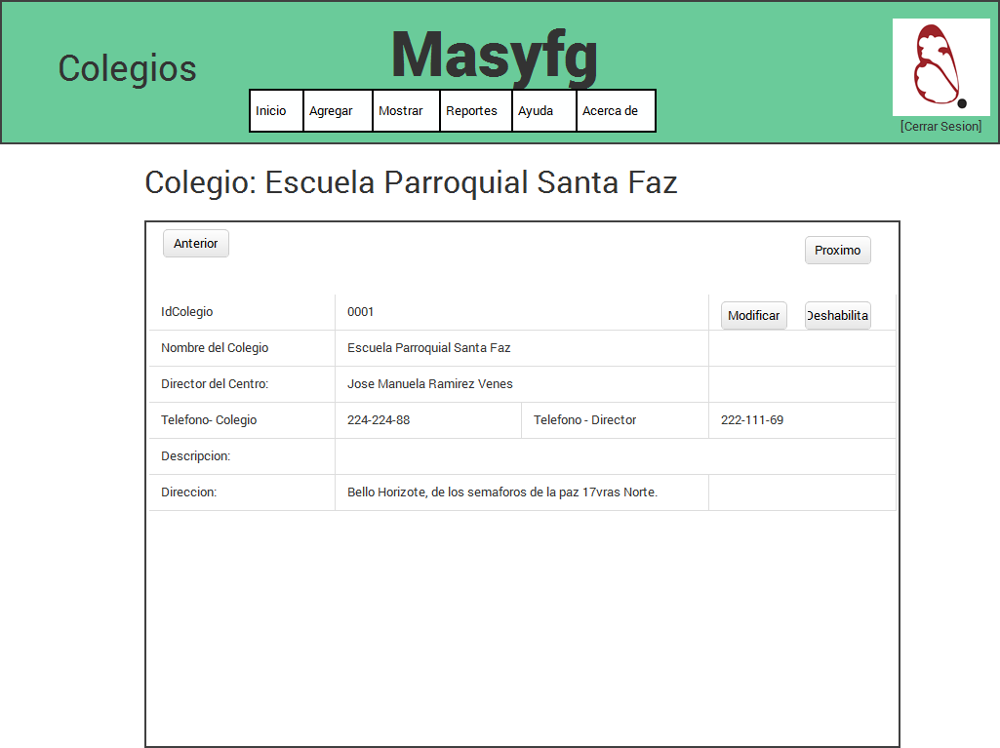 Colegios
Masyfg
Inicio Agregar Mostrar Reportes Ayuda Acerca de
[Cerrar Sesion]
Colegio: Escuela Parroquial Santa Faz
Anterior
Proximo
IdColegio 0001 Modificar Deshabilita
Nombre del Colegio Escuela Parroquial Santa Faz
Director del Centro: Jose Manuela Ramirez Venes
Telefono- Colegio 224-224-88 Telefono - Director 222-111-69
Descripcion:
Direccion: Bello Horizote, de los semaforos de la paz 17vras Norte.